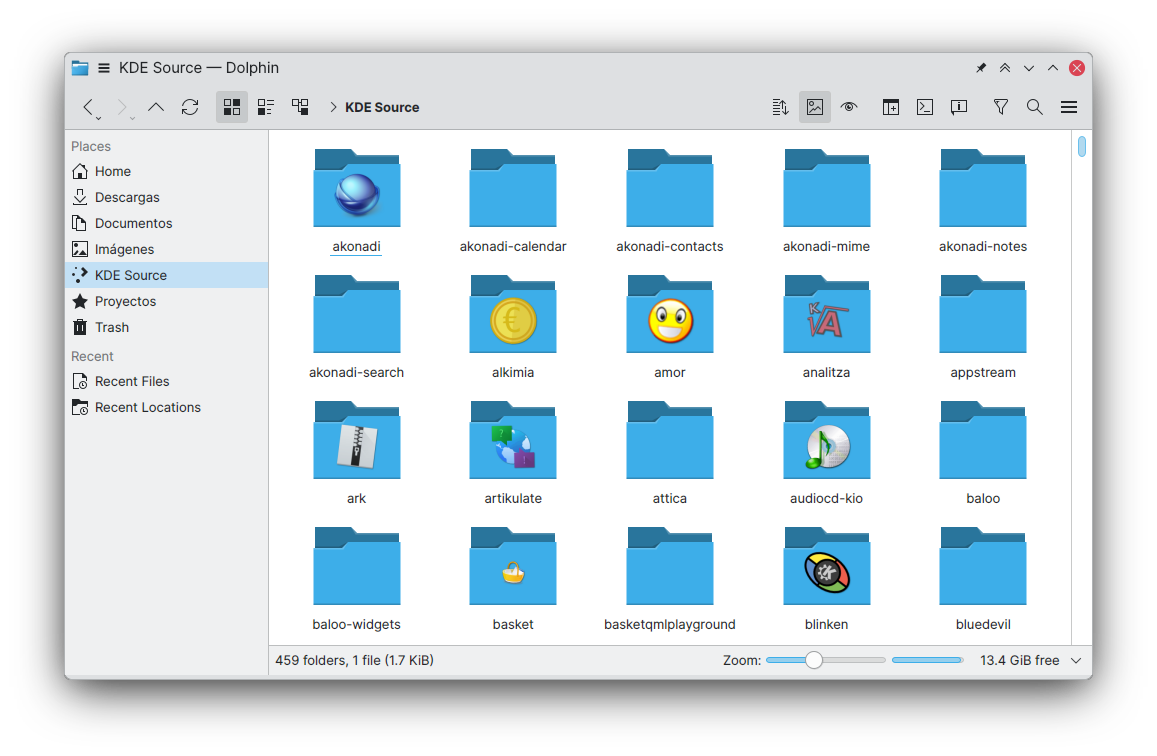 KDE Source — Dolphin
KDE Source
Places
Home
Descargas
Documentos
Imágenes
KDE Source
Proyectos
Trash
Recent
Recent Files
Recent Locations
akonadi
akonadi-calendar
akonadi-contacts
akonadi-mime
akonadi-notes
akonadi-search
alkimia
amor
analitza
appstream
ark
artikulate
attica
audiocd-kio
baloo
baloo-widgets
basket
basketqmlplayground
blinken
bluedevil
459 folders, 1 file (1.7 KiB)
Zoom:
13.4 GiB free